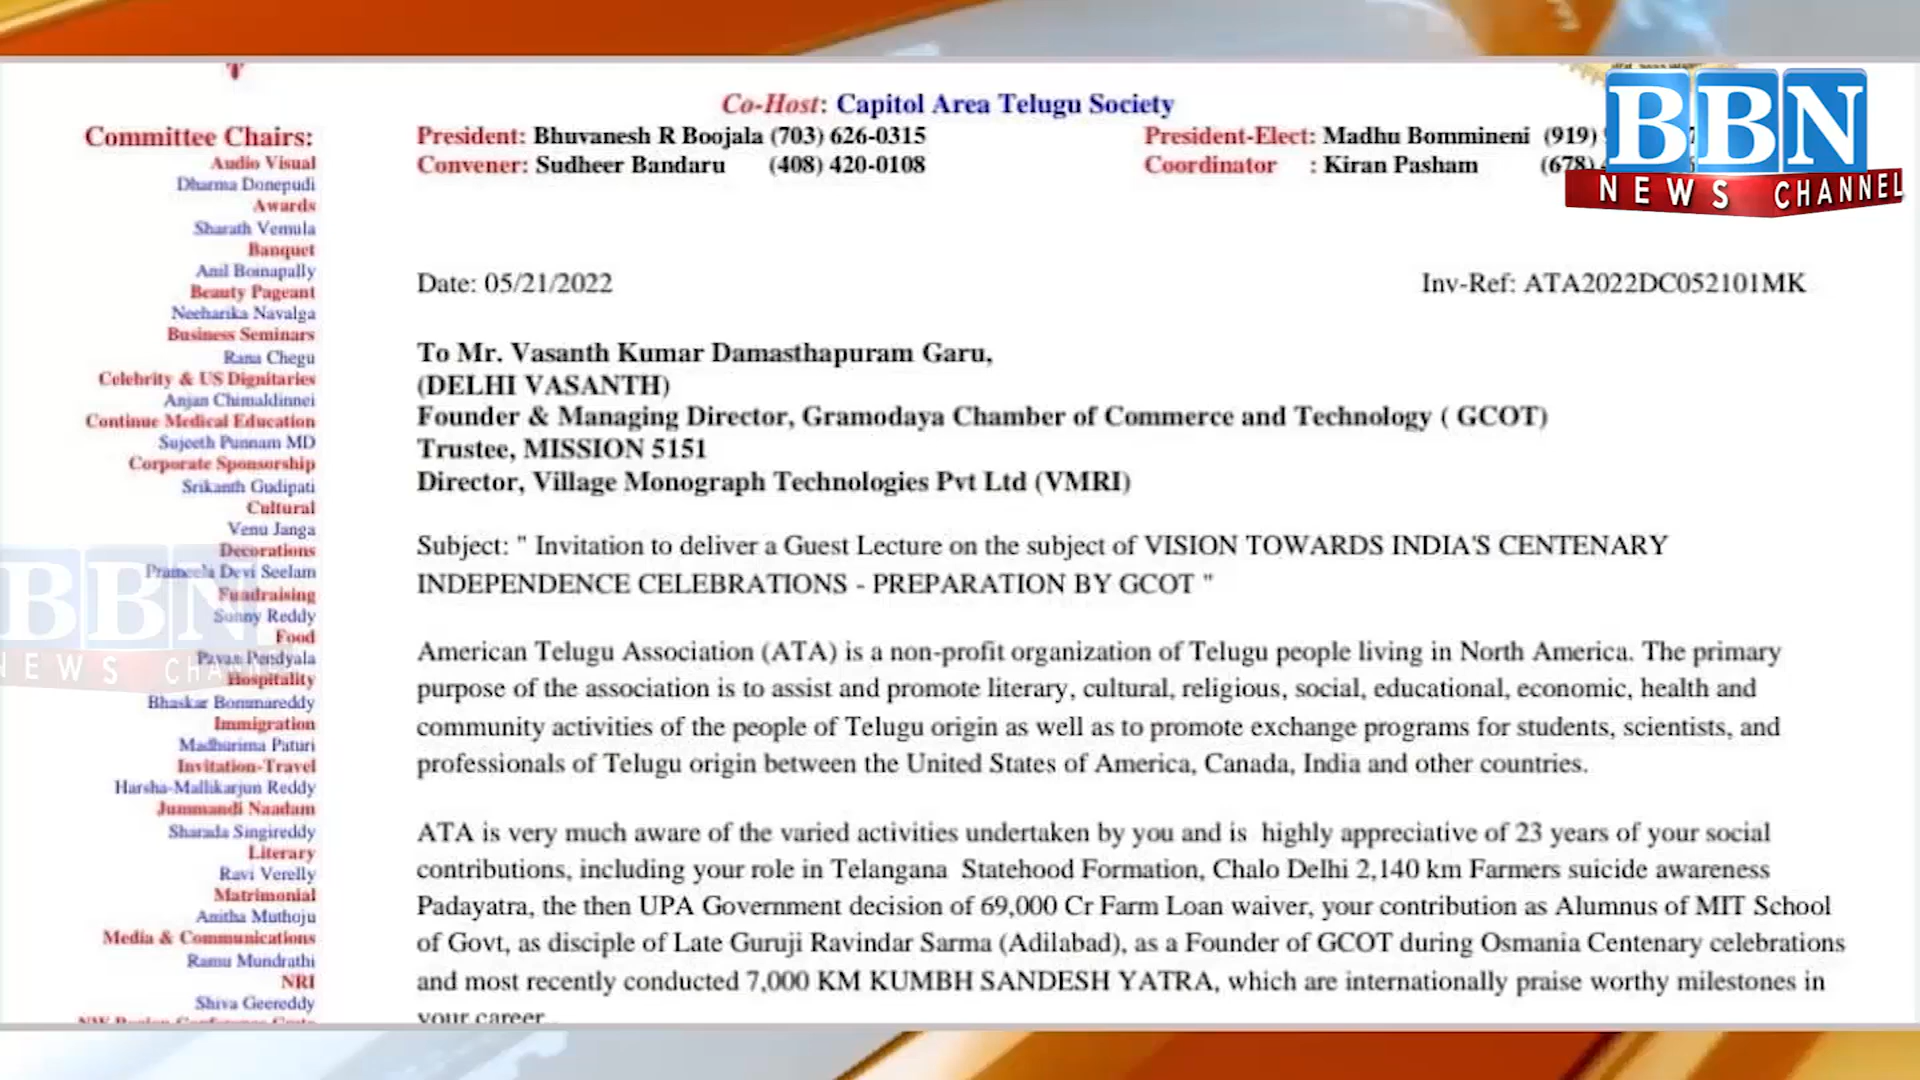 Co-Host: Capitol Area Telugu Society
President: Bhuvanesh R Boojala (703) 626-0315
President-Elect: Madhu Bommineni (919)
Convener: Sudheer Bandaru (408) 420-0108
Coordinator : Kiran Pasham (678)
BBN
NEWS CHANNEL
Committee Chairs:
Audio Visual
Dharma Donepudi
Awards
Sharath Vemula
Banquet
Anil Boinapally
Beauty Pageant
Neeharika Navalga
Business Seminars
Rana Chegu
Celebrity & US Dignitaries
Anjan Chimaldinnei
Continue Medical Education
Sujeeth Punnam MD
Corporate Sponsorship
Srikanth Gudipati
Cultural
Venu Janga
Decorations
Prameela Devi Seelam
Fundraising
Sunny Reddy
Food
Pavan Pendyala
Hospitality
Bhaskar Bommareddy
Immigration
Madhurima Paturi
Invitation-Travel
Harsha-Mallikarjun Reddy
Jummandi Naadam
Sharada Singireddy
Literary
Ravi Verelly
Matrimonial
Anitha Muthoju
Media & Communications
Ramu Mundrathi
NRI
Shiva Geereddy
Date: 05/21/2022
Inv-Ref: ATA2022DC052101MK
To Mr. Vasanth Kumar Damasthapuram Garu,
(DELHI VASANTH)
Founder & Managing Director, Gramodaya Chamber of Commerce and Technology ( GCOT)
Trustee, MISSION 5151
Director, Village Monograph Technologies Pvt Ltd (VMRI)
Subject: " Invitation to deliver a Guest Lecture on the subject of VISION TOWARDS INDIA'S CENTENARY
INDEPENDENCE CELEBRATIONS - PREPARATION BY GCOT "
American Telugu Association (ATA) is a non-profit organization of Telugu people living in North America. The primary
purpose of the association is to assist and promote literary, cultural, religious, social, educational, economic, health and
community activities of the people of Telugu origin as well as to promote exchange programs for students, scientists, and
professionals of Telugu origin between the United States of America, Canada, India and other countries.
ATA is very much aware of the varied activities undertaken by you and is highly appreciative of 23 years of your social
contributions, including your role in Telangana Statehood Formation, Chalo Delhi 2,140 km Farmers suicide awareness
Padayatra, the then UPA Government decision of 69,000 Cr Farm Loan waiver, your contribution as Alumnus of MIT School
of Govt, as disciple of Late Guruji Ravindar Sarma (Adilabad), as a Founder of GCOT during Osmania Centenary celebrations
and most recently conducted 7,000 KM KUMBH SANDESH YATRA, which are internationally praise worthy milestones in
your career
BBN
NEWS CHA